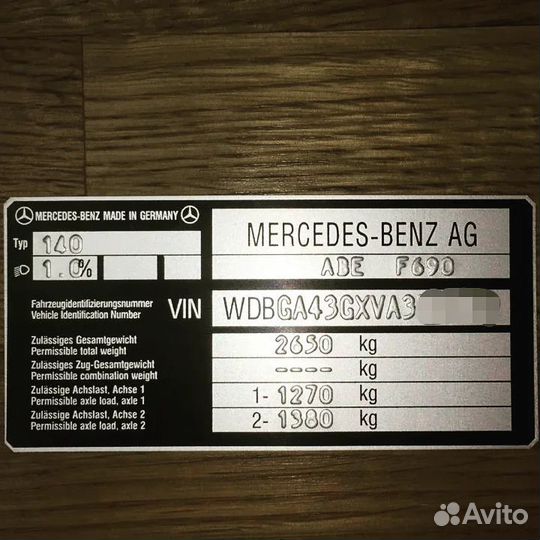 MERCEDES-BENZ MADE IN GERMANY
MERCEDES-BENZ AG
Typ 140
ABE F690
1.0%
Fahrzeugidentifizierungsnummer
Vehicle Identification Number
VIN WDBGA43GXVA3
Zulässiges Gesamtgewicht
Permissible total weight
2650 kg
Zulässiges Zug-Gesamtgewicht
Permissible combination weight
---- kg
Zulässige Achslast, Achse 1
Permissible axle load, axle 1
1- 1270 kg
Zulässige Achslast, Achse 2
Permissible axle load, axle 2
2- 1380 kg
Avito